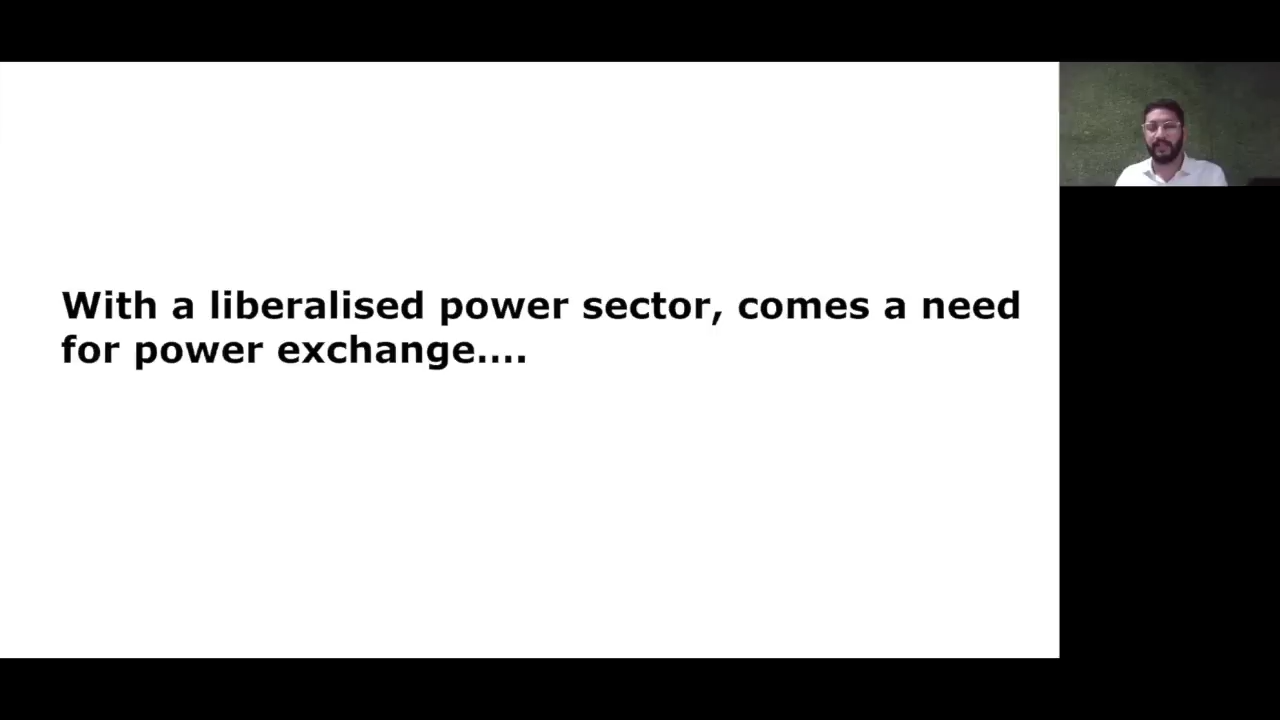 With a liberalised power sector, comes a need
for power exchange....